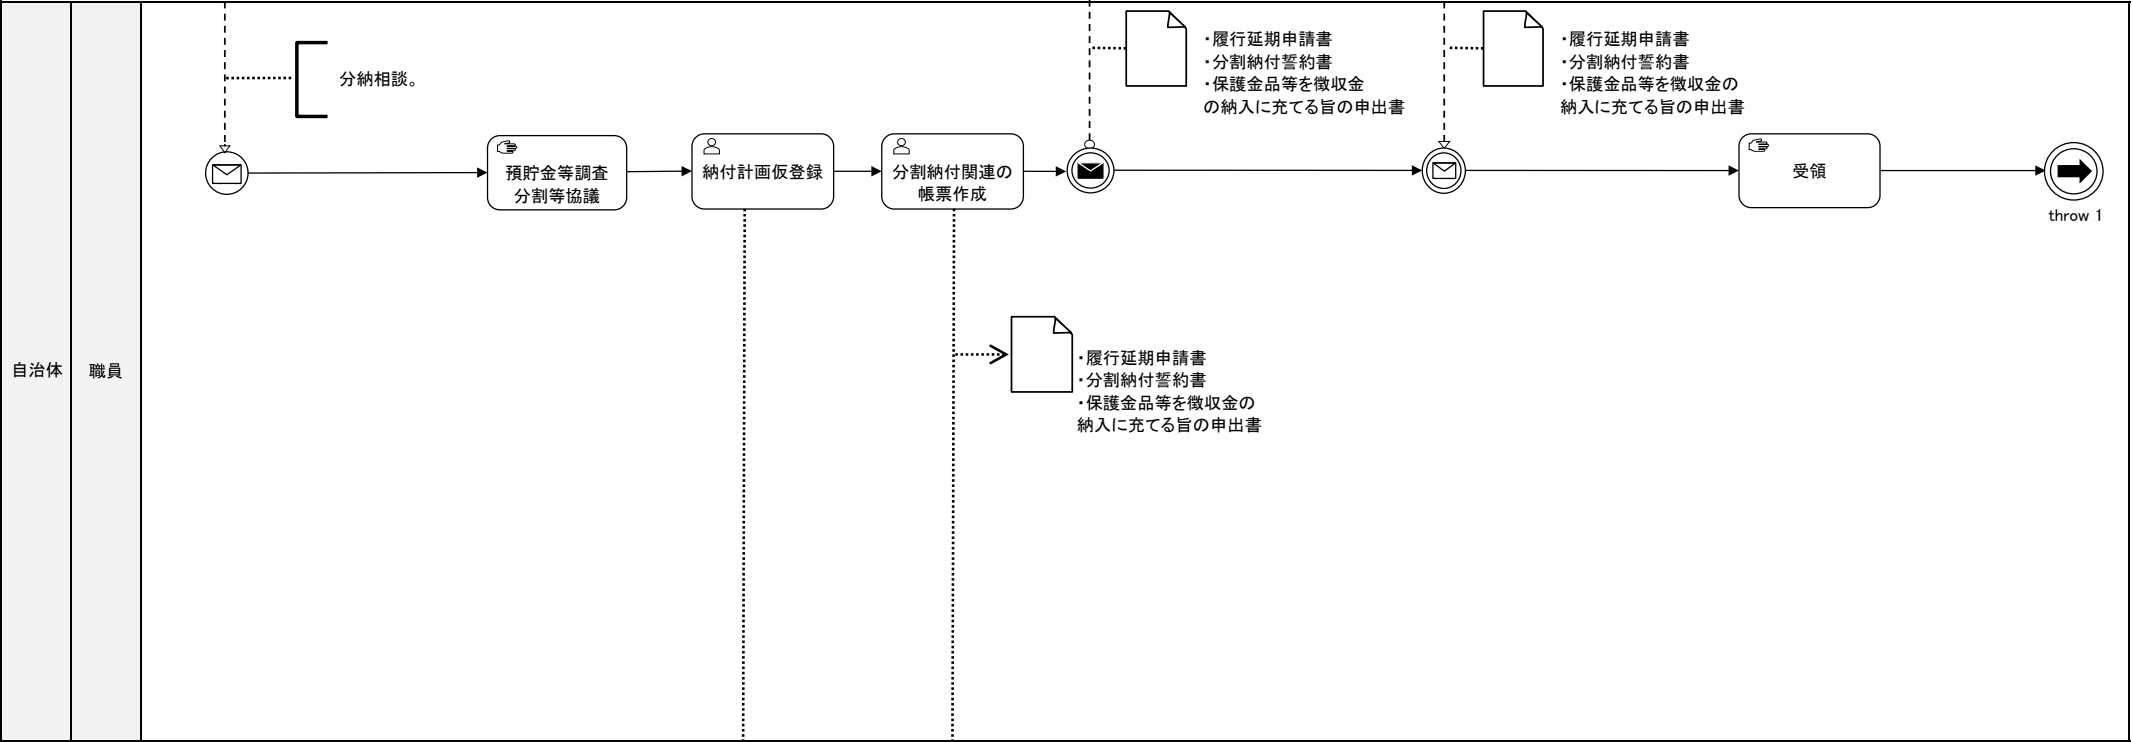 自治体
職員
分納相談。
預貯金等調査
分割等協議
納付計画仮登録
分割納付関連の
帳票作成
・履行延期申請書
・分割納付誓約書
・保護金品等を徴収金
の納入に充てる旨の申出書
・履行延期申請書
・分割納付誓約書
・保護金品等を徴収金の
納入に充てる旨の申出書
受領
throw 1
・履行延期申請書
・分割納付誓約書
・保護金品等を徴収金の
納入に充てる旨の申出書